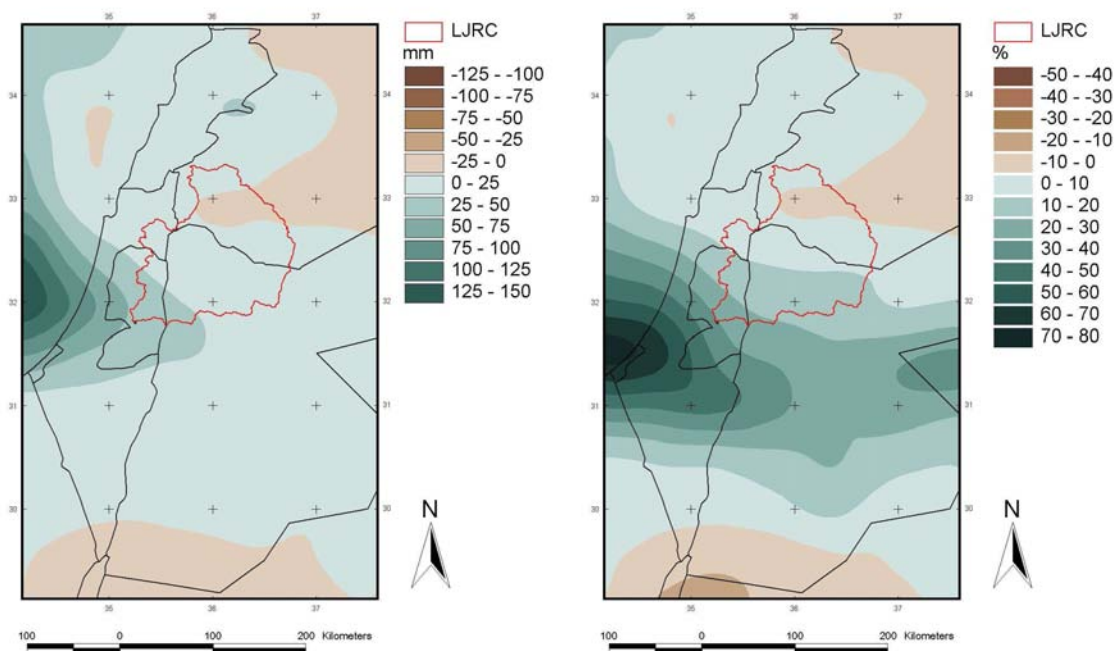 LJRC
mm
-125 - -100
-100 - -75
-75 - -50
-50 - -25
-25 - 0
0 - 25
25 - 50
50 - 75
75 - 100
100 - 125
125 - 150
34
33
32
31
30
35
36
37
35
36
37
34
33
32
31
30
N
100 0 100 200 Kilometers
LJRC
%
-50 - -40
-40 - -30
-30 - -20
-20 - -10
-10 - 0
0 - 10
10 - 20
20 - 30
30 - 40
40 - 50
50 - 60
60 - 70
70 - 80
34
33
32
31
30
35
36
37
35
36
37
34
33
32
31
30
N
100 0 100 200 Kilometers